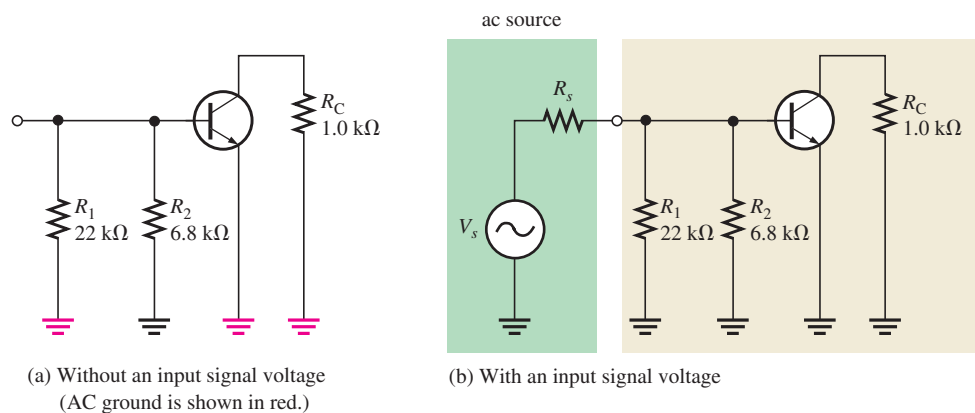 ac source
R_s
R_C
1.0 kΩ
R_1
22 kΩ
R_2
6.8 kΩ
V_s
R_C
1.0 kΩ
R_1
22 kΩ
R_2
6.8 kΩ
(a) Without an input signal voltage
(AC ground is shown in red.)
(b) With an input signal voltage